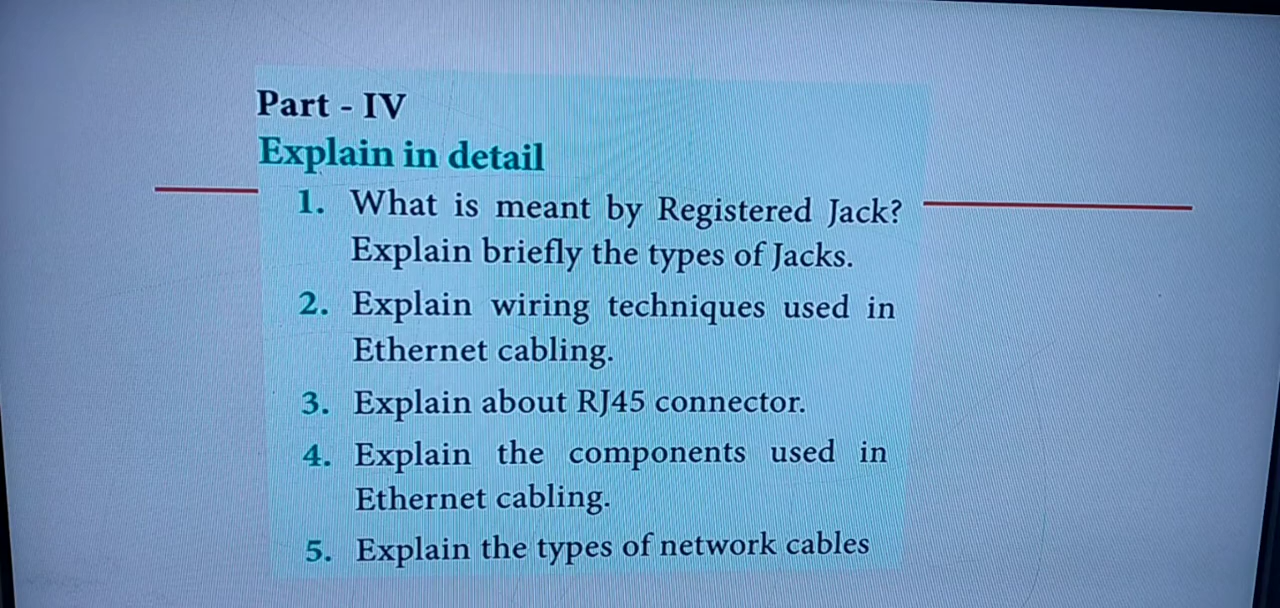 Part - IV
Explain in detail
1. What is meant by Registered Jack?
Explain briefly the types of Jacks.
2. Explain wiring techniques used in
Ethernet cabling.
3. Explain about RJ45 connector.
4. Explain the components used in
Ethernet cabling.
5. Explain the types of network cables